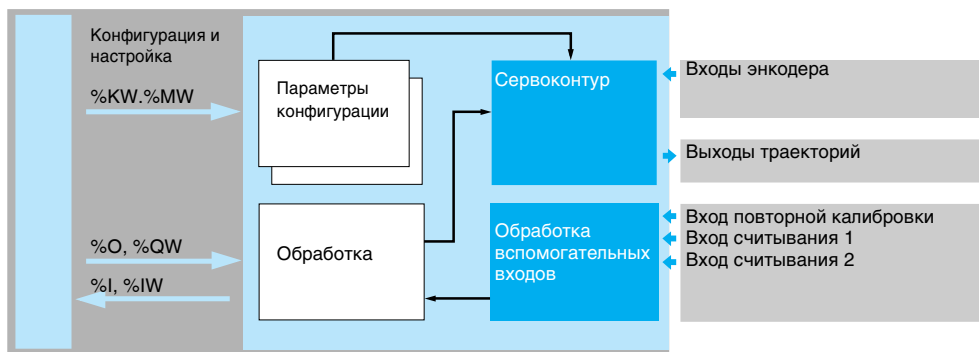 Конфигурация и
настройка
%KW.%MW
Параметры
конфигурации
Сервоконтур
Входы энкодера
Выходы траекторий
%O, %QW
%I, %IW
Обработка
Обработка
вспомогательных
входов
Вход повторной калибровки
Вход считывания 1
Вход считывания 2